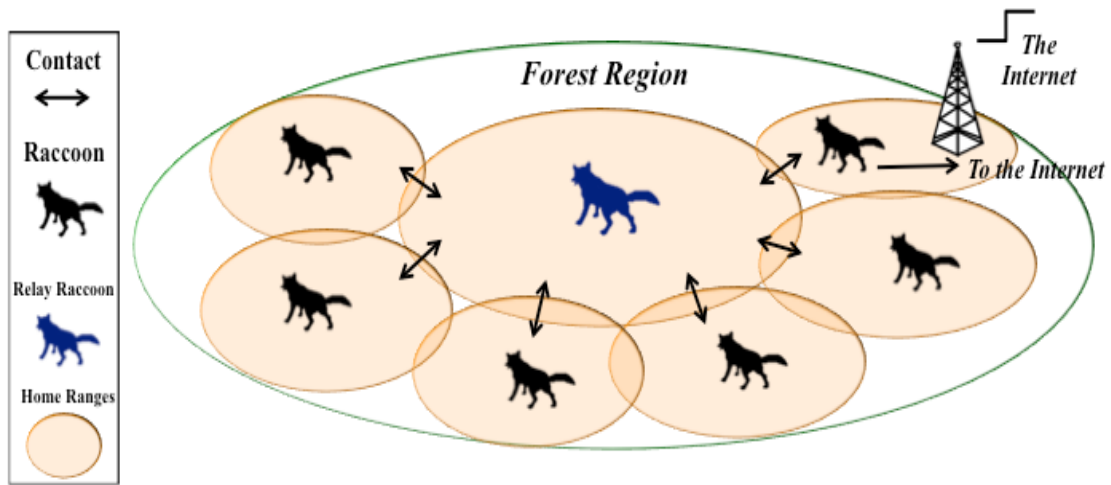 Contact
Raccoon
Relay Raccoon
Home Ranges
Forest Region
The
Internet
To the Internet